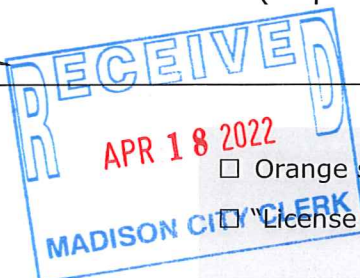 RECEIVED
APR 18 2022
☐ Orange
MADISON CITY CLERK
☐ "License